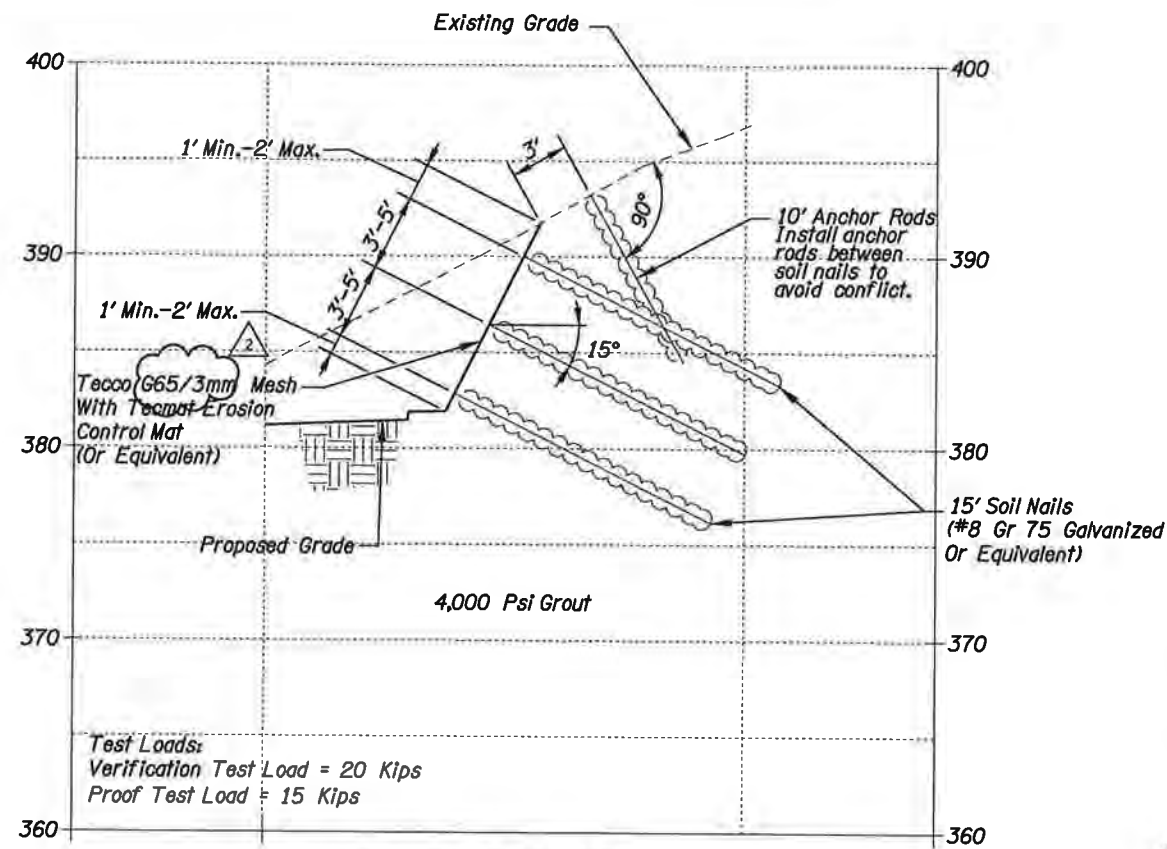 Existing Grade
400
400
1' Min.-2' Max.
3'
3'-5'
90°
10' Anchor Rods
Install anchor
rods between
soil nails to
avoid conflict.
390
390
3'-5'
1' Min.-2' Max.
2
15°
Tecco G65/3mm Mesh
With Tecmat Erosion
Control Mat
(Or Equivalent)
380
380
15' Soil Nails
(#8 Gr 75 Galvanized
Or Equivalent)
Proposed Grade
4,000 Psi Grout
370
370
Test Loads:
Verification Test Load = 20 Kips
Proof Test Load = 15 Kips
360
360